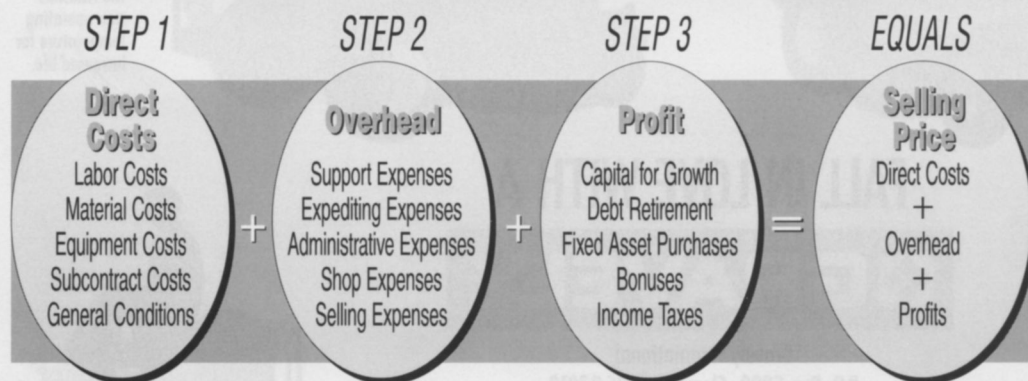 STEP 1
Direct
Costs
Labor Costs
Material Costs
Equipment Costs
Subcontract Costs
General Conditions
+
STEP 2
Overhead
Support Expenses
Expediting Expenses
Administrative Expenses
Shop Expenses
Selling Expenses
+
STEP 3
Profit
Capital for Growth
Debt Retirement
Fixed Asset Purchases
Bonuses
Income Taxes
=
EQUALS
Selling
Price
Direct Costs
+
Overhead
+
Profits